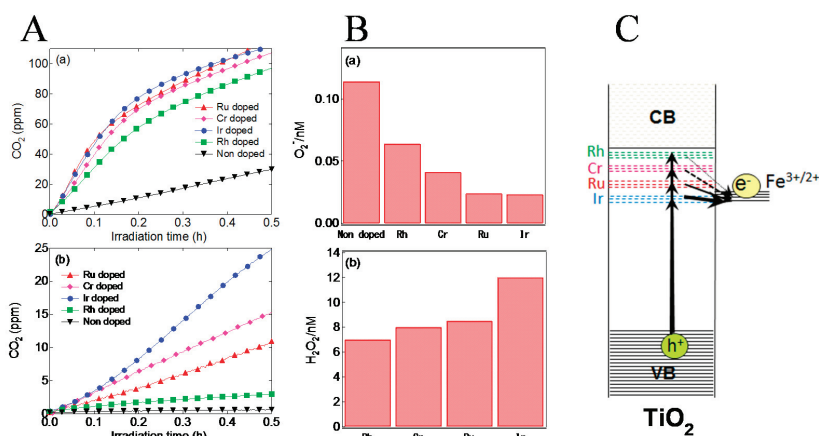 A
(a)
CO₂ (ppm)
100
80
60
40
20
0
Ru doped
Cr doped
Ir doped
Rh doped
Non doped
0.0 0.1 0.2 0.3 0.4 0.5
Irradiation time (h)
(b)
CO₂ (ppm)
25
20
15
10
5
0
Ru doped
Cr doped
Ir doped
Rh doped
Non doped
0.0 0.1 0.2 0.3 0.4 0.5
Irradiation time (h)
B
(a)
O₂⁻/nM
0.10
0.05
0.00
Non doped Rh Cr Ru Ir
(b)
H₂O₂/nM
14
12
10
8
6
4
2
0
C
CB
Rh
Cr
Ru
Ir
e⁻
Fe³⁺/²⁺
h⁺
VB
TiO₂